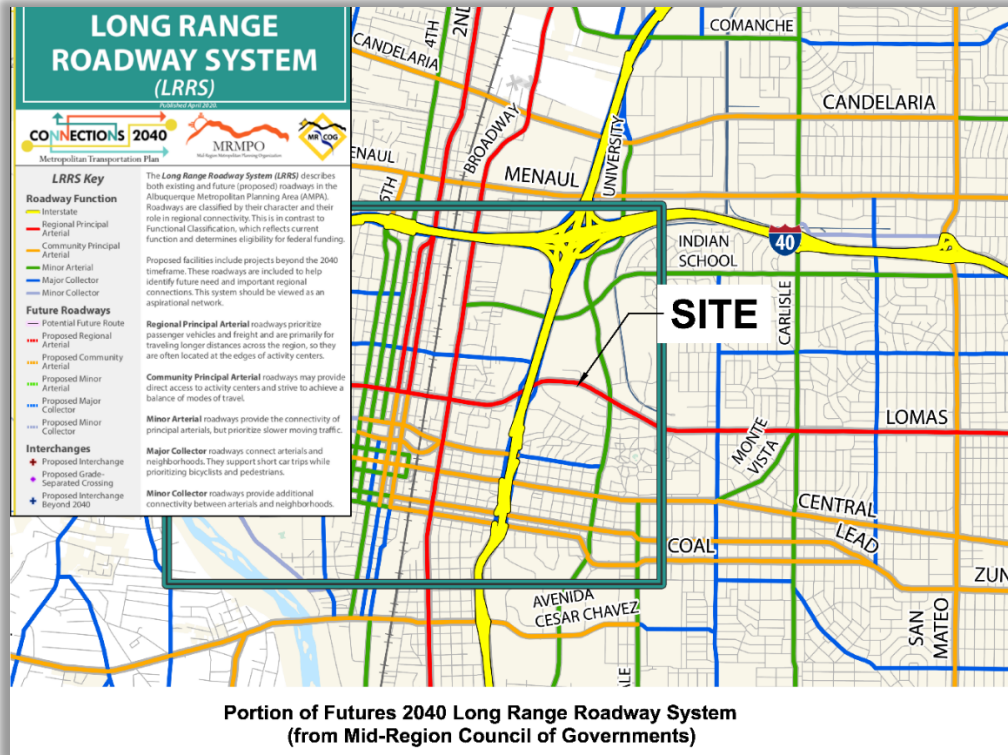 LONG RANGE
ROADWAY SYSTEM
(LRRS)
Published April 2020.
CONNECTIONS 2040
Metropolitan Transportation Plan
MRMPO
Mid-Region Metropolitan Planning Organization
MR COG
LRRS Key
Roadway Function
Interstate
Regional Principal
Arterial
Community Principal
Arterial
Minor Arterial
Major Collector
Minor Collector
Future Roadways
Potential Future Route
Proposed Regional
Arterial
Proposed Community
Arterial
Proposed Minor
Arterial
Proposed Major
Collector
Proposed Minor
Collector
Interchanges
Proposed Interchange
Proposed Grade-
Separated Crossing
Proposed Interchange
Beyond 2040
The Long Range Roadway System (LRRS) describes
both existing and future (proposed) roadways in the
Albuquerque Metropolitan Planning Area (AMPA).
Roadways are classified by their character and their
role in regional connectivity. This is in contrast to
Functional Classification, which reflects current
function and determines eligibility for federal funding.
Proposed facilities include projects beyond the 2040
timeframe. These roadways are included to help
identify future need and important regional
connections. This system should be viewed as an
aspirational network.
Regional Principal Arterial roadways prioritize
passenger vehicles and freight and are primarily for
traveling longer distances across the region, so they
are often located at the edges of activity centers.
Community Principal Arterial roadways may provide
direct access to activity centers and strive to achieve a
balance of modes of travel.
Minor Arterial roadways provide the connectivity of
principal arterials, but prioritize slower moving traffic.
Major Collector roadways connect arterials and
neighborhoods. They support short car trips while
prioritizing bicyclists and pedestrians.
Minor Collector roadways provide additional
connectivity between arterials and neighborhoods.
4TH
2ND
COMANCHE
CANDELARIA
CANDELARIA
BROADWAY
UNIVERSITY
ENAUL
MENAUL
5TH
INDIAN
SCHOOL
40
SITE
CARLISLE
LOMAS
MONTE
VISTA
CENTRAL
LEAD
COAL
ZUN
AVENIDA
CESAR CHAVEZ
SAN
MATEO
ALE
Portion of Futures 2040 Long Range Roadway System
(from Mid-Region Council of Governments)